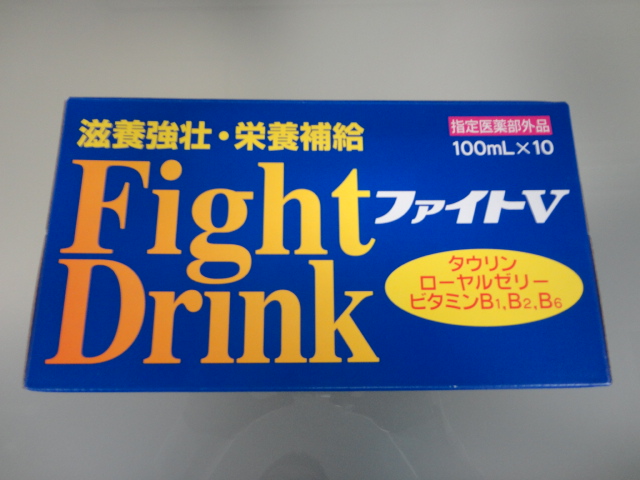 滋養強壮・栄養補給
指定医薬部外品
100mL×10
Fight
ファイトV
Drink
タウリン
ローヤルゼリー
ビタミンB1、B2、B6